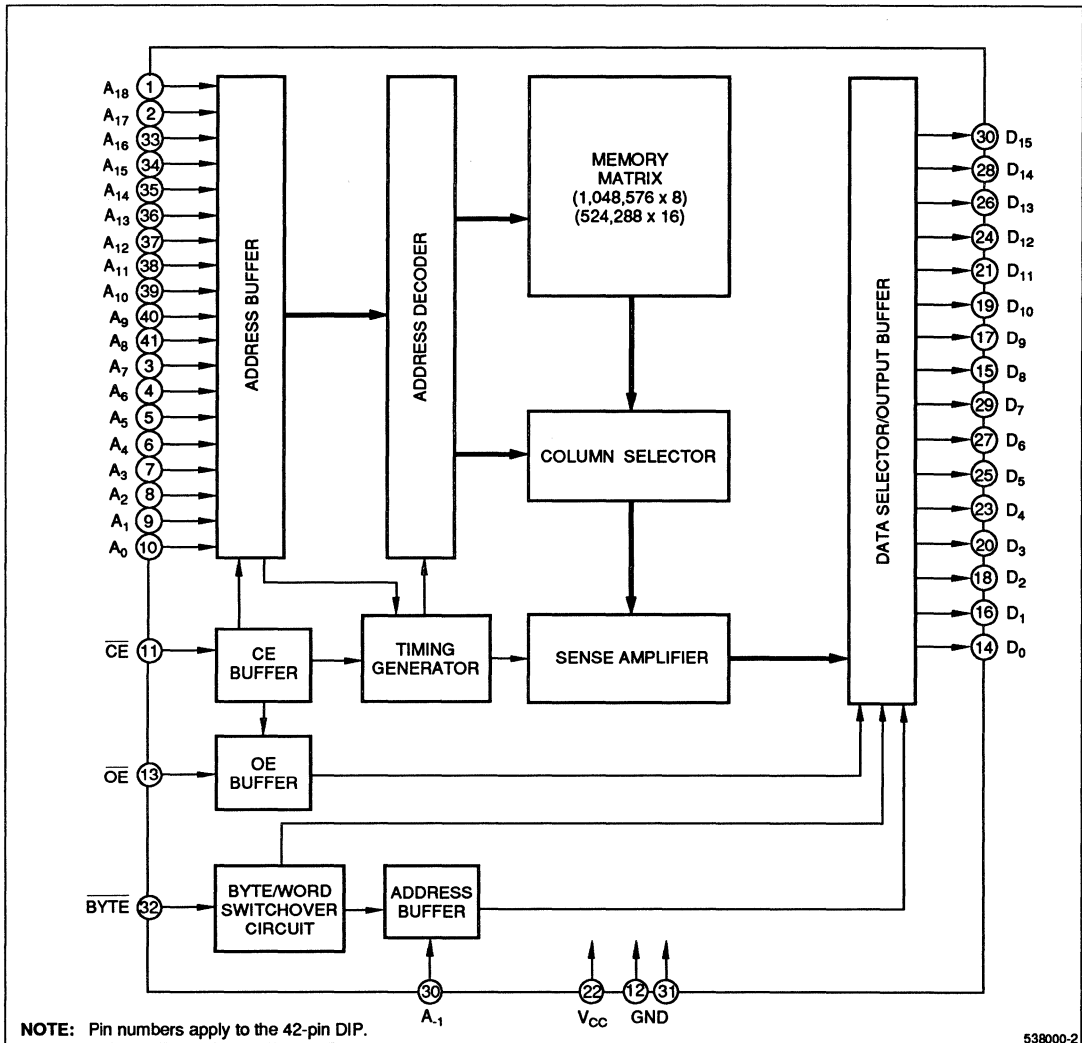 A18 1
A17 2
A16 33
A15 34
A14 35
A13 36
A12 37
A11 38
A10 39
A9 40
A8 41
A7 3
A6 4
A5 5
A4 6
A3 7
A2 8
A1 9
A0 10
CE 11
OE 13
BYTE 32
ADDRESS BUFFER
ADDRESS DECODER
MEMORY
MATRIX
(1,048,576 x 8)
(524,288 x 16)
COLUMN SELECTOR
SENSE AMPLIFIER
TIMING
GENERATOR
CE
BUFFER
OE
BUFFER
BYTE/WORD
SWITCHOVER
CIRCUIT
ADDRESS
BUFFER
DATA SELECTOR/OUTPUT BUFFER
30 D15
28 D14
26 D13
24 D12
21 D11
19 D10
17 D9
15 D8
29 D7
27 D6
25 D5
23 D4
20 D3
18 D2
16 D1
14 D0
30 22 12 31
A-1 VCC GND
NOTE: Pin numbers apply to the 42-pin DIP.
538000-2